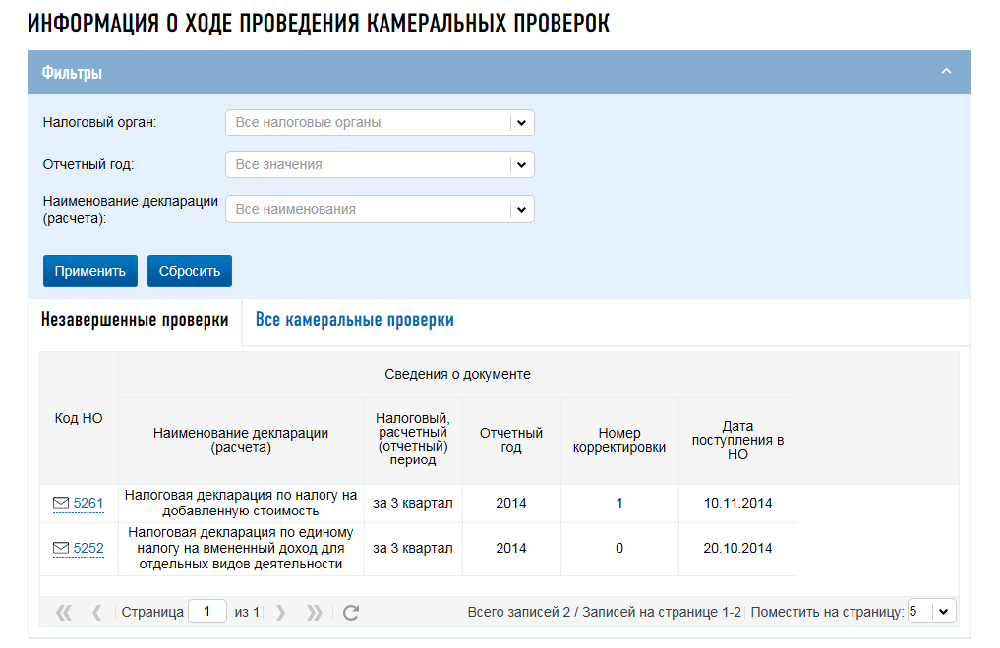 ИНФОРМАЦИЯ О ХОДЕ ПРОВЕДЕНИЯ КАМЕРАЛЬНЫХ ПРОВЕРОК
Фильтры
Налоговый орган: Все налоговые органы
Отчетный год: Все значения
Наименование декларации
(расчета): Все наименования
Применить Сбросить
Незавершенные проверки Все камеральные проверки
Код НО
Сведения о документе
Наименование декларации
(расчета)
Налоговый,
расчетный
(отчетный)
период
Отчетный
год
Номер
корректировки
Дата
поступления в
НО
5261
Налоговая декларация по налогу на
добавленную стоимость
за 3 квартал
2014
1
10.11.2014
5252
Налоговая декларация по единому
налогу на вмененный доход для
отдельных видов деятельности
за 3 квартал
2014
0
20.10.2014
Страница 1 из 1 Всего записей 2 / Записей на странице 1-2 Поместить на страницу: 5